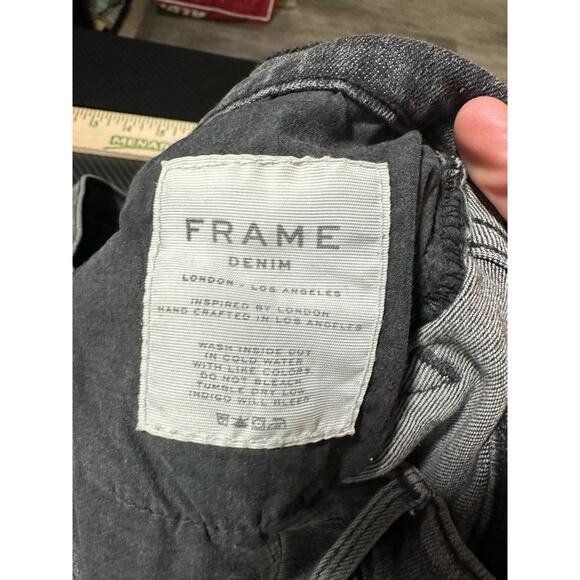 MENAR
FRAME
DENIM
LONDON - LOS ANGELES
INSPIRED BY LONDON
HAND CRAFTED IN LOS ANGELES
WASH INSIDE OUT
IN COLD WATER
WITH LIKE COLORS
DO NOT BLEACH
TUMBLE DRY LOW
INDIGO WILL BLEED